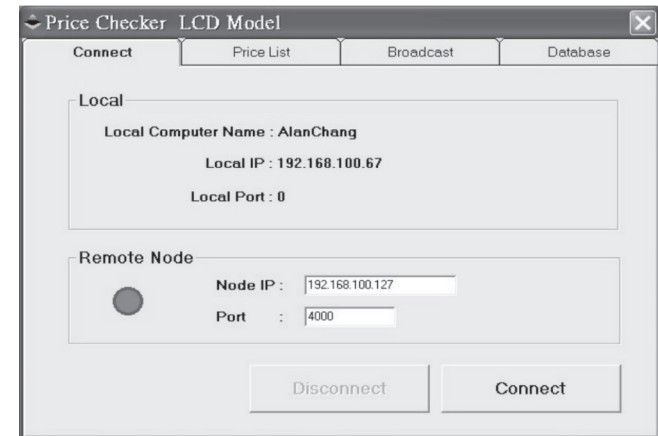 Price Checker LCD Model
Connect Price List Broadcast Database
Local
Local Computer Name : AlanChang
Local IP : 192.168.100.67
Local Port : 0
Remote Node
Node IP : 192.168.100.127
Port : 4000
Disconnect Connect